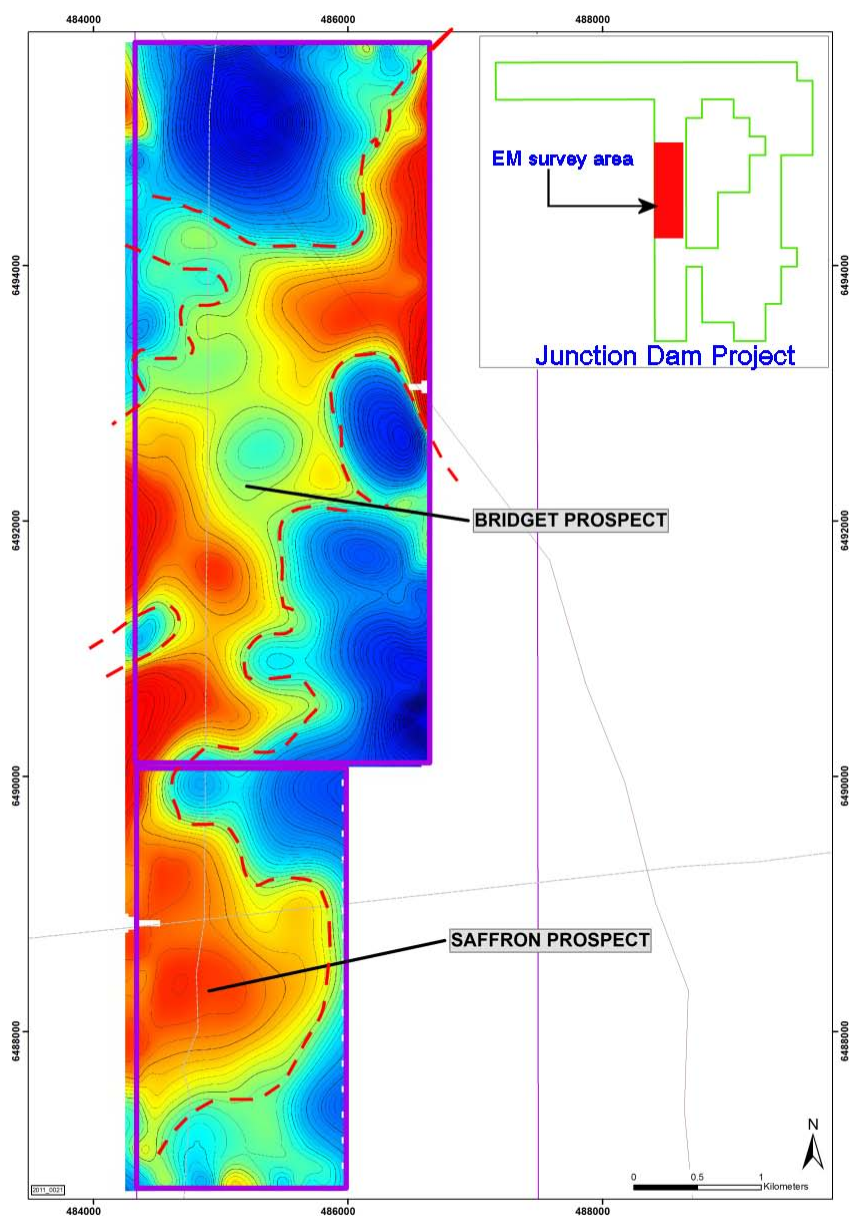 484000 486000 488000
EM survey area
Junction Dam Project
6494000 6494000
BRIDGET PROSPECT
6492000 6492000
6490000 6490000
SAFFRON PROSPECT
6488000 6488000
N
0 0.5 1
Kilometers
2011_0021
484000 486000 488000